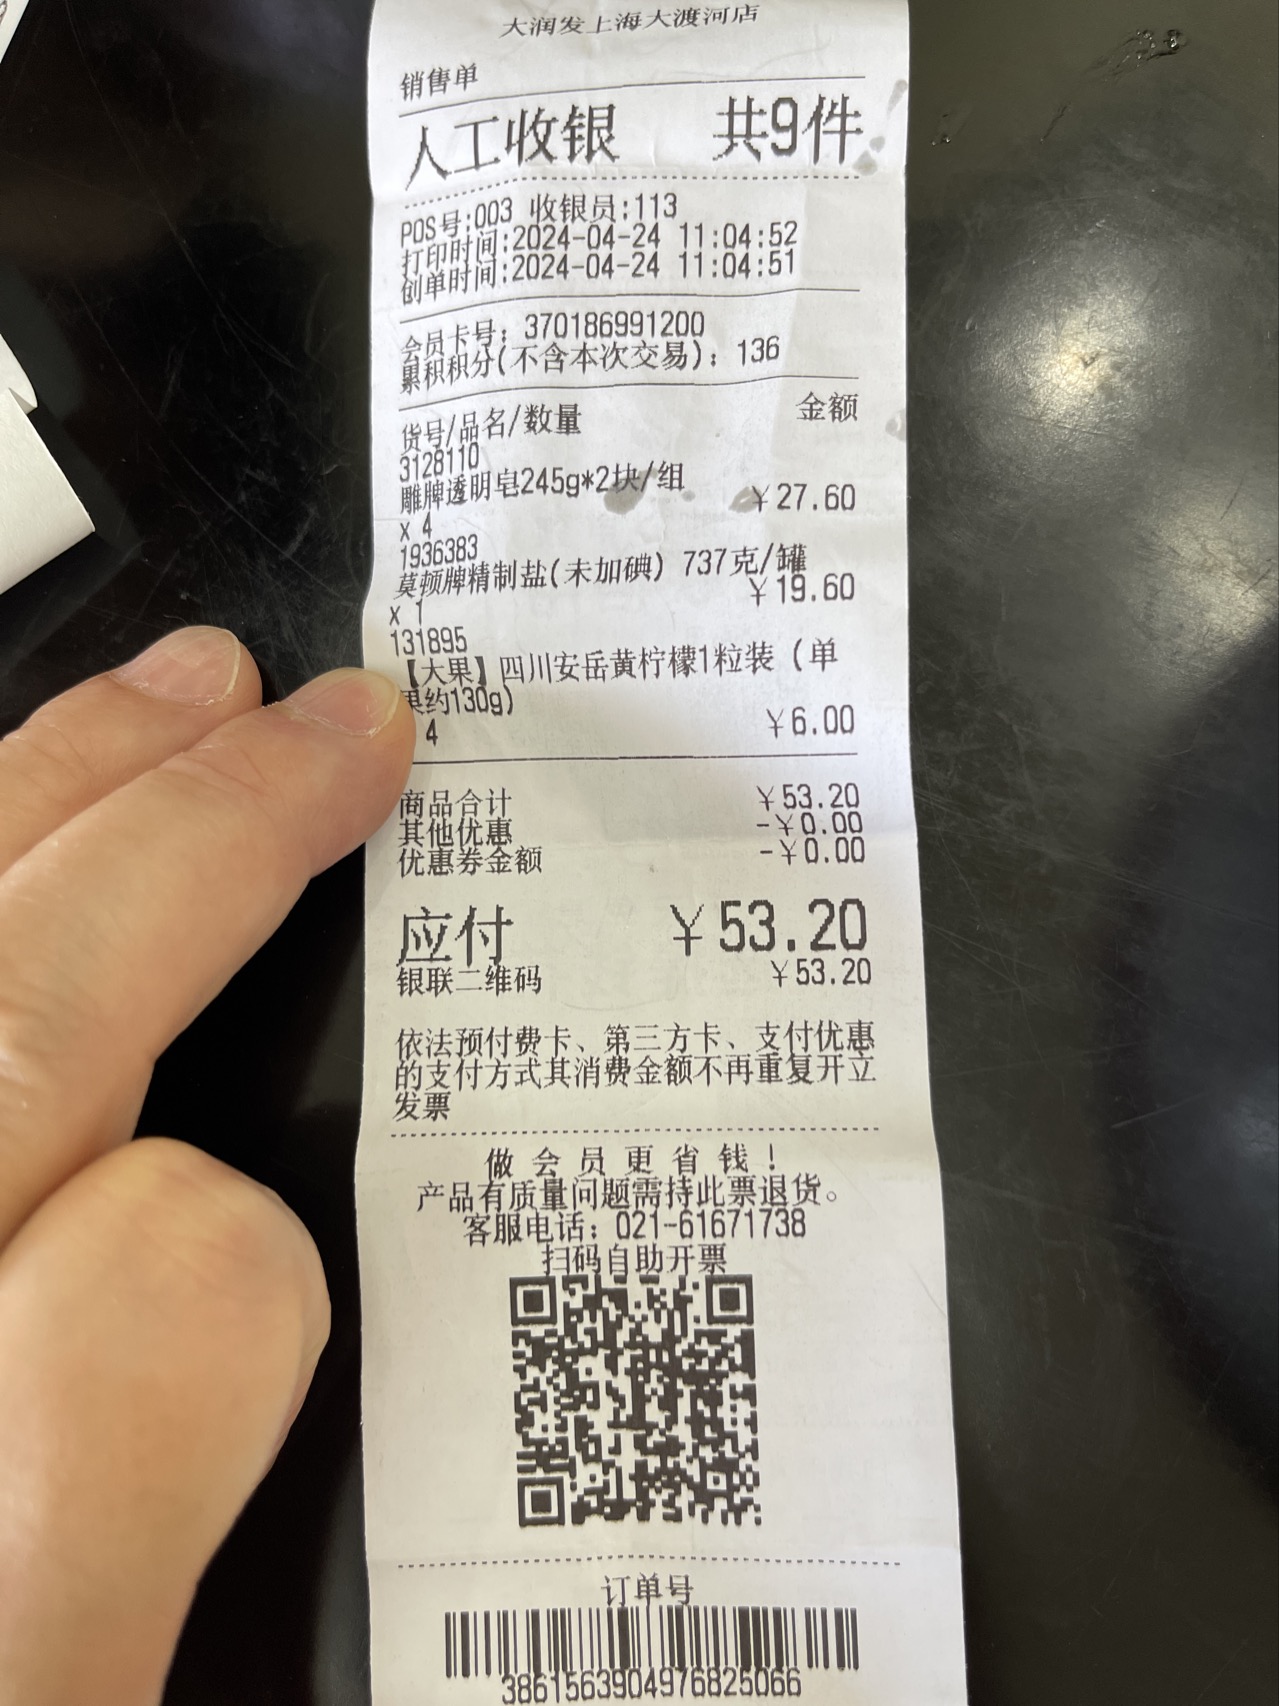 大润发上海大渡河店
销售单
人工收银 共9件
POS号:003 收银员:113
打印时间:2024-04-24 11:04:52
创单时间:2024-04-24 11:04:51
会员卡号: 370186991200
累积积分(不含本次交易): 136
货号/品名/数量 金额
3128110
雕牌透明皂245g*2块/组
¥27.60
x 4
1936383
莫顿牌精制盐(未加碘) 737克/罐
¥19.60
x 1
131895
【大果】四川安岳黄柠檬1粒装 (单
果约130g)
4 ¥6.00
商品合计 ¥53.20
其他优惠 -¥0.00
优惠券金额 -¥0.00
应付 ¥53.20
银联二维码 ¥53.20
依法预付费卡、第三方卡、支付优惠
的支付方式其消费金额不再重复开立
发票
做 会 员 更 省 钱 !
产品有质量问题需持此票退货。
客服电话: 021-61671738
扫码自助开票
订单号
3861563904976825066